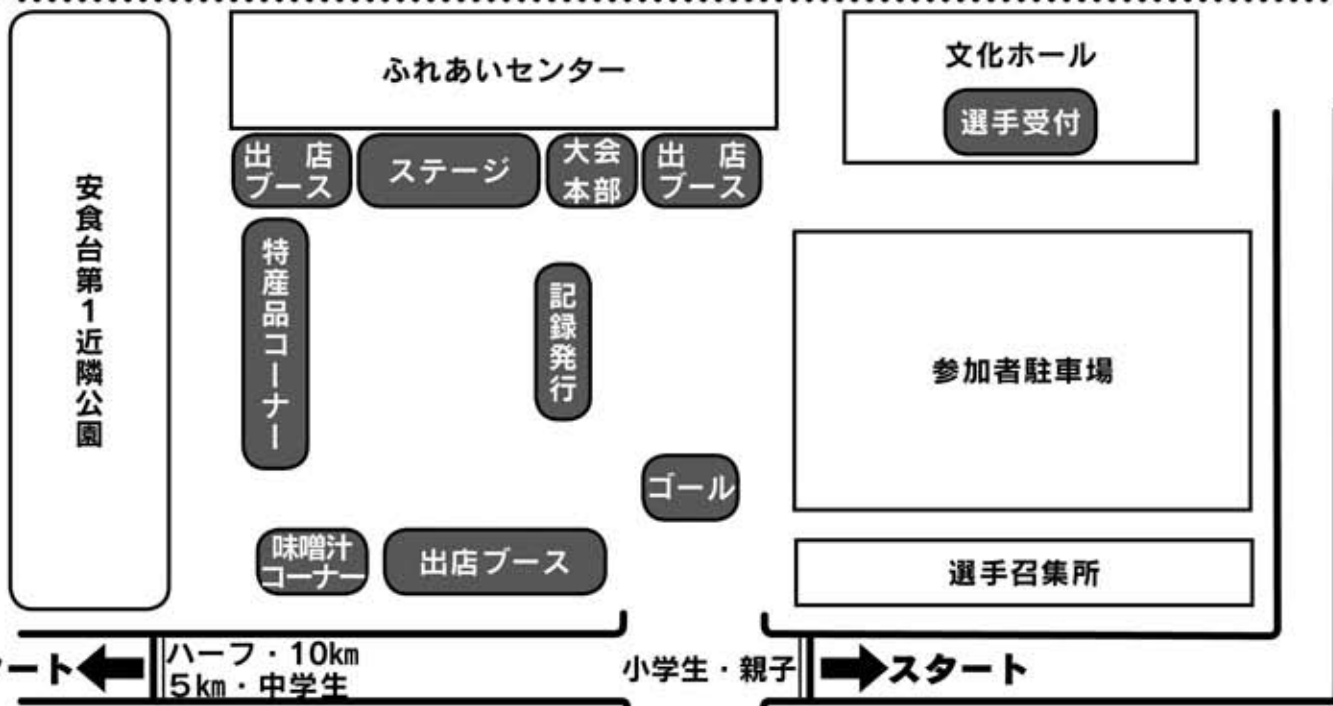 ふれあいセンター
文化ホール
選手受付
出店
ブース
ステージ
大会
本部
出店
ブース
安食台第1近隣公園
特産品コーナー
記録発行
参加者駐車場
ゴール
味噌汁
コーナー
出店ブース
選手召集所
ート
ハーフ・10km
5km・中学生
小学生・親子
スタート